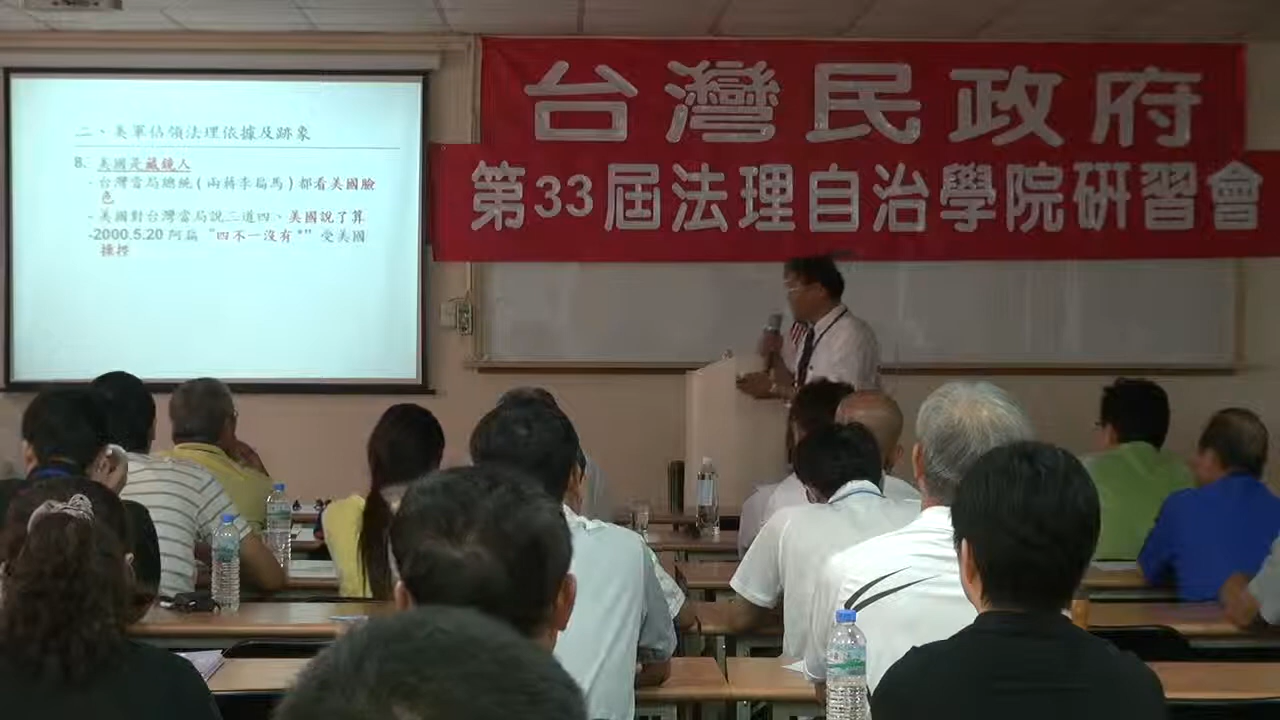 台灣民政府
第33屆法理自治學院研習會
二、美軍佔領法理依據及跡象
8. 美國是藏鏡人
- 台灣當局總統(兩蔣李扁馬)都看美國臉
色
- 美國對台灣當局說三道四、美國說了算
-2000.5.20 阿扁 “四不一沒有*” 受美國
操控